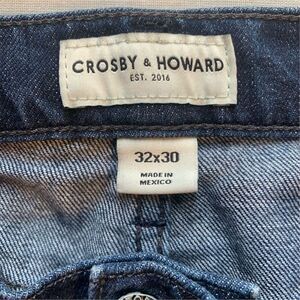 CROSBY & HOWARD
EST. 2016
32x30
MADE IN
MEXICO